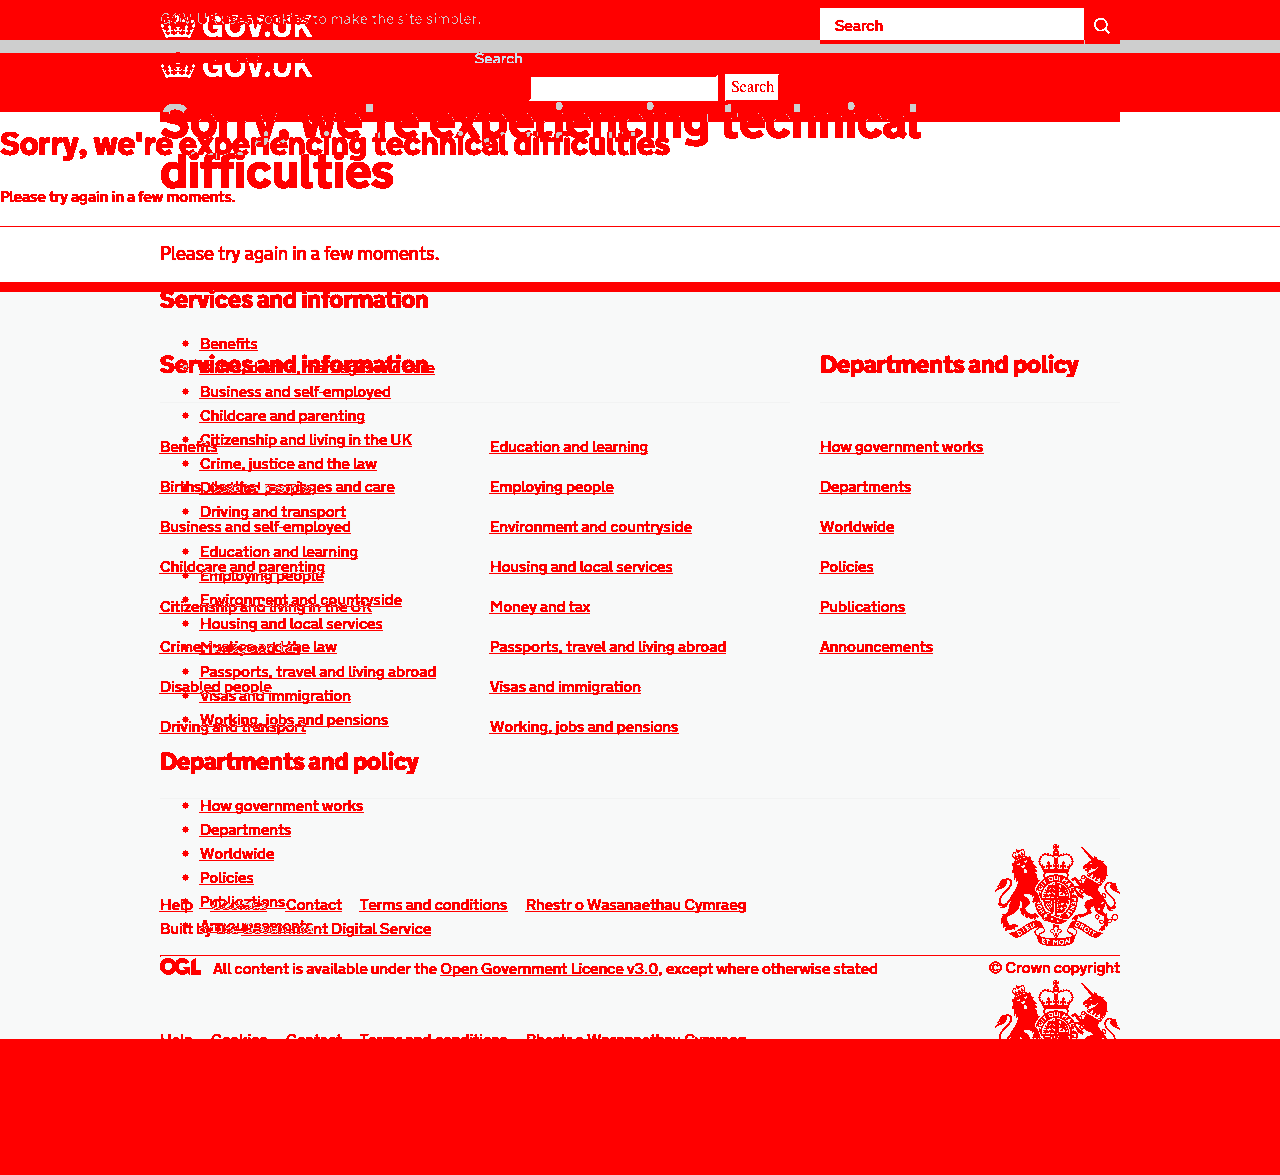 GOV.UK uses cookies to make the site simpler.
GOV.UK
Search
GOV.UK
Search
Search
Sorry, we're experiencing technical
difficulties
Sorry, we're experiencing technical difficulties
Please try again in a few moments.
Please try again in a few moments.
Services and information
Benefits
Services and information
Departments and policy
Business and self-employed
Childcare and parenting
Citizenship and living in the UK
Benefits
Education and learning
How government works
Crime, justice and the law
Births, deaths, marriages and care
Disabled people
Employing people
Departments
Driving and transport
Business and self-employed
Environment and countryside
Worldwide
Education and learning
Childcare and parenting
Housing and local services
Policies
Employing people
Environment and countryside
Citizenship and living in the UK
Money and tax
Publications
Housing and local services
Crime, justice and the law
Passports, travel and living abroad
Announcements
Passports, travel and living abroad
Disabled people
Visas and immigration
Visas and immigration
Working, jobs and pensions
Driving and transport
Working, jobs and pensions
Departments and policy
How government works
Departments
Worldwide
Policies
Publications
Help Cookies Contact Terms and conditions Rhestr o Wasanaethau Cymraeg
Announcements
Built by the Government Digital Service
OGL All content is available under the Open Government Licence v3.0, except where otherwise stated
© Crown copyright
Help Cookies Contact Terms and conditions Rhestr o Wasanaethau Cymraeg